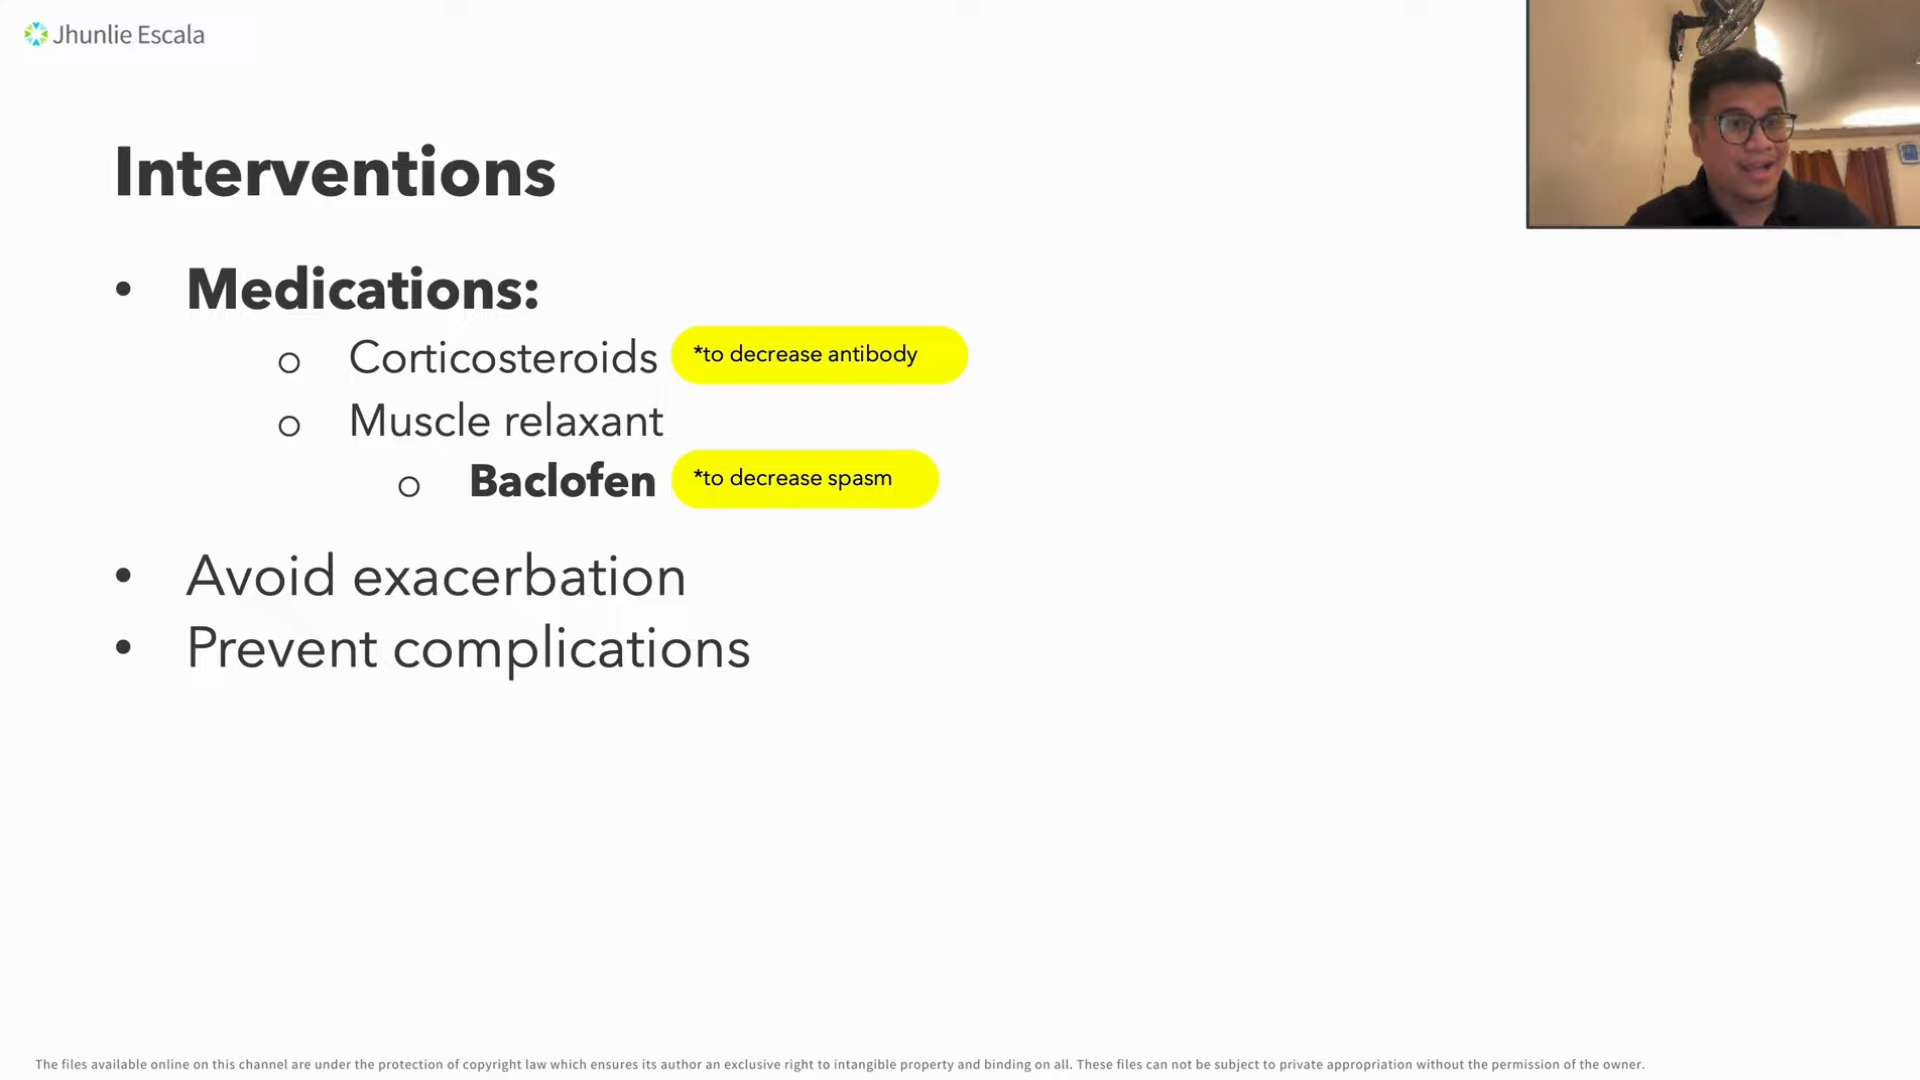 Jhunlie Escala
Interventions
• Medications:
o Corticosteroids *to decrease antibody
o Muscle relaxant
o Baclofen *to decrease spasm
• Avoid exacerbation
• Prevent complications
The files available online on this channel are under the protection of copyright law which ensures its author an exclusive right to intangible property and binding on all. These files can not be subject to private appropriation without the permission of the owner.